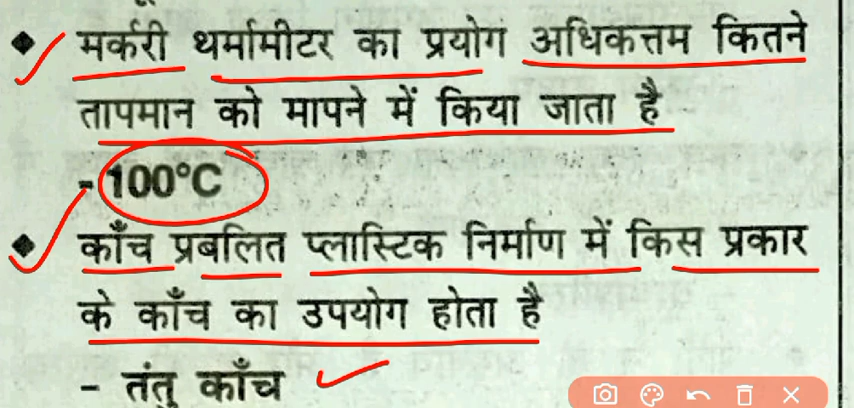 ◆ मर्करी थर्मामीटर का प्रयोग अधिकत्तम कितने
तापमान को मापने में किया जाता है
- 100°C
◆ काँच प्रबलित प्लास्टिक निर्माण में किस प्रकार
के काँच का उपयोग होता है
- तंतु काँच